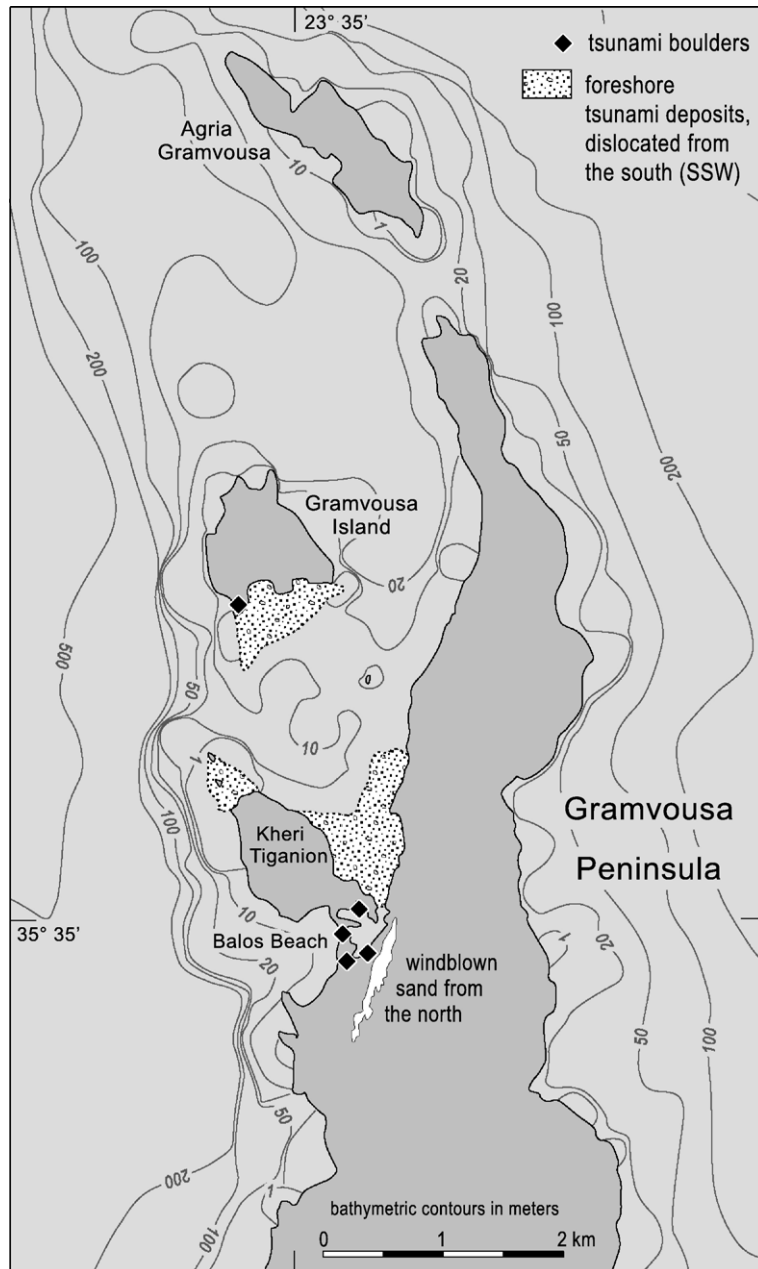 23° 35’
tsunami boulders
foreshore
tsunami deposits,
dislocated from
the south (SSW)
Agria
Gramvousa
10
1
100
20
100
200
50
200
Gramvousa
Island
20
500
50
10
1
100
Kheri
Tiganion
Gramvousa
Peninsula
35° 35’
10
Balos Beach
20
windblown
sand from
the north
1
20
50
100
50
200
1
100
bathymetric contours in meters
0
1
2 km